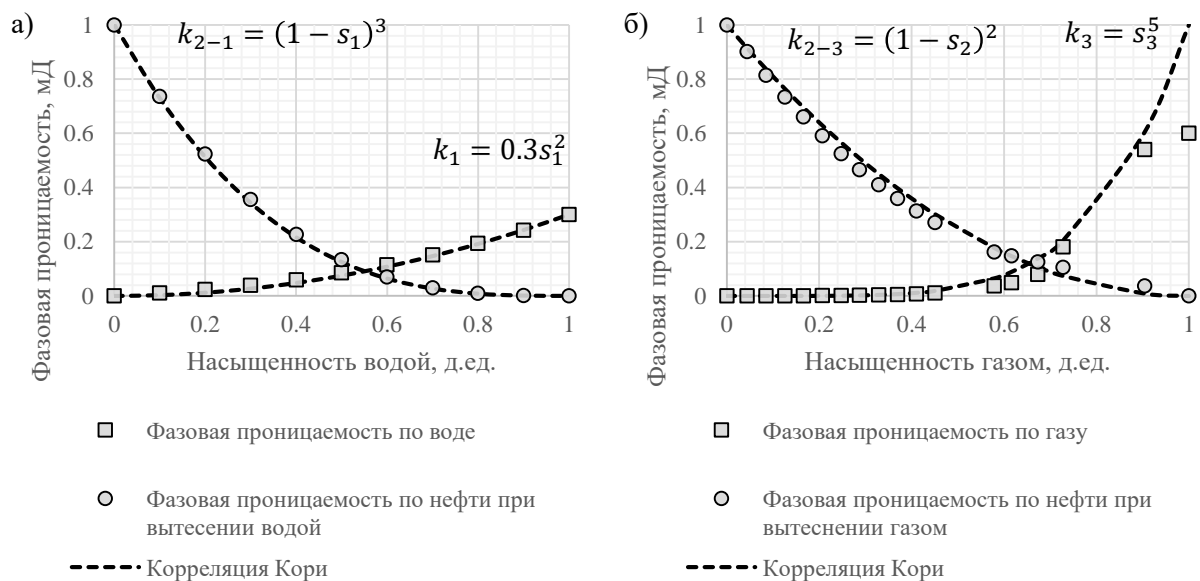 а)
Фазовая проницаемость, мД
1
0.8
0.6
0.4
0.2
0
0 0.2 0.4 0.6 0.8 1
k₂₋₁ = (1 − s₁)³
k₁ = 0.3s₁²
Насыщенность водой, д.ед.
Фазовая проницаемость по воде
Фазовая проницаемость по нефти при
вытесении водой
Корреляция Кори
б)
Фазовая проницаемость, мД
1
0.8
0.6
0.4
0.2
0
0 0.2 0.4 0.6 0.8 1
k₂₋₃ = (1 − s₂)²
k₃ = s₃⁵
Насыщенность газом, д.ед.
Фазовая проницаемость по газу
Фазовая проницаемость по нефти при
вытеснении газом
Корреляция Кори